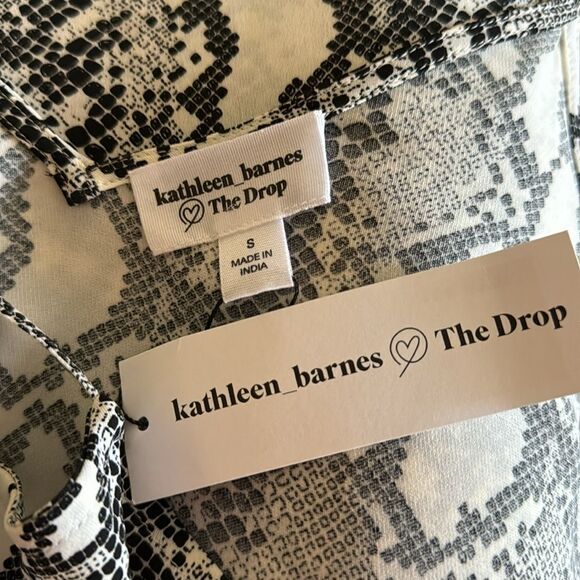 kathleen_barnes
The Drop
S
MADE IN
INDIA
kathleen_barnes The Drop